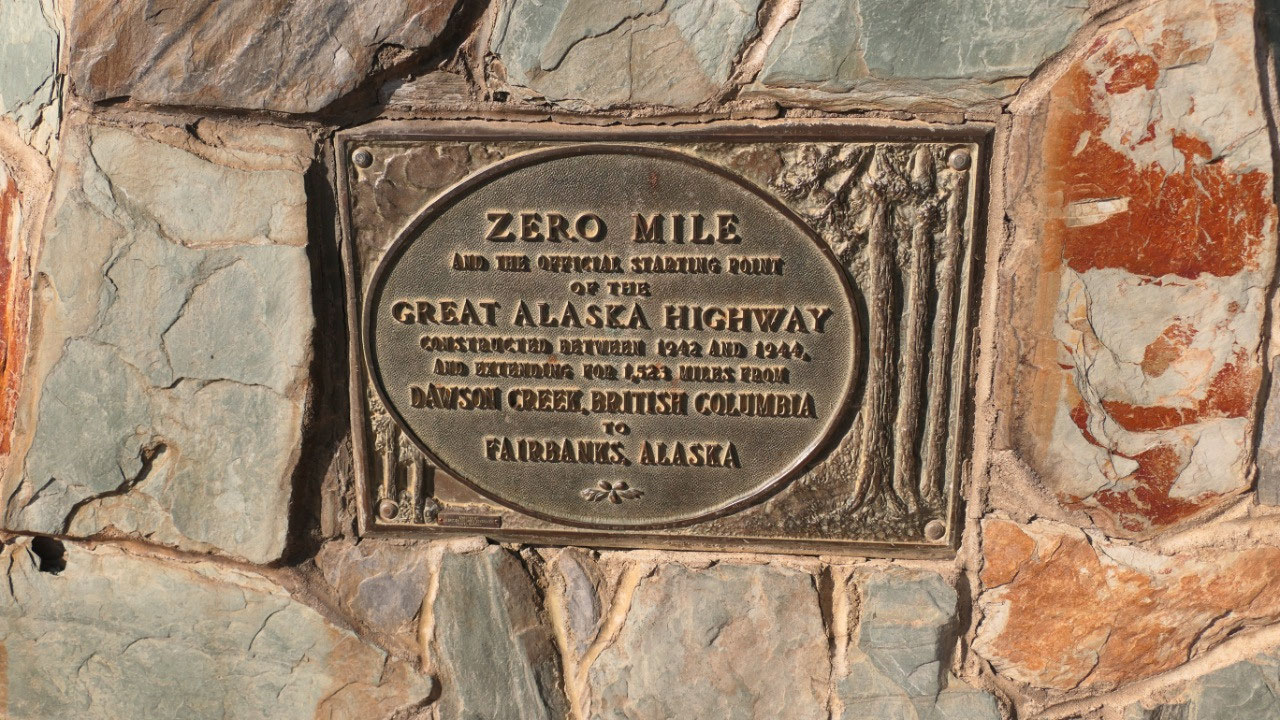 ZERO MILE
AND THE OFFICIAL STARTING POINT
OF THE
GREAT ALASKA HIGHWAY
CONSTRUCTED BETWEEN 1942 AND 1944,
AND EXTENDING FOR 1,523 MILES FROM
DAWSON CREEK, BRITISH COLUMBIA
TO
FAIRBANKS, ALASKA